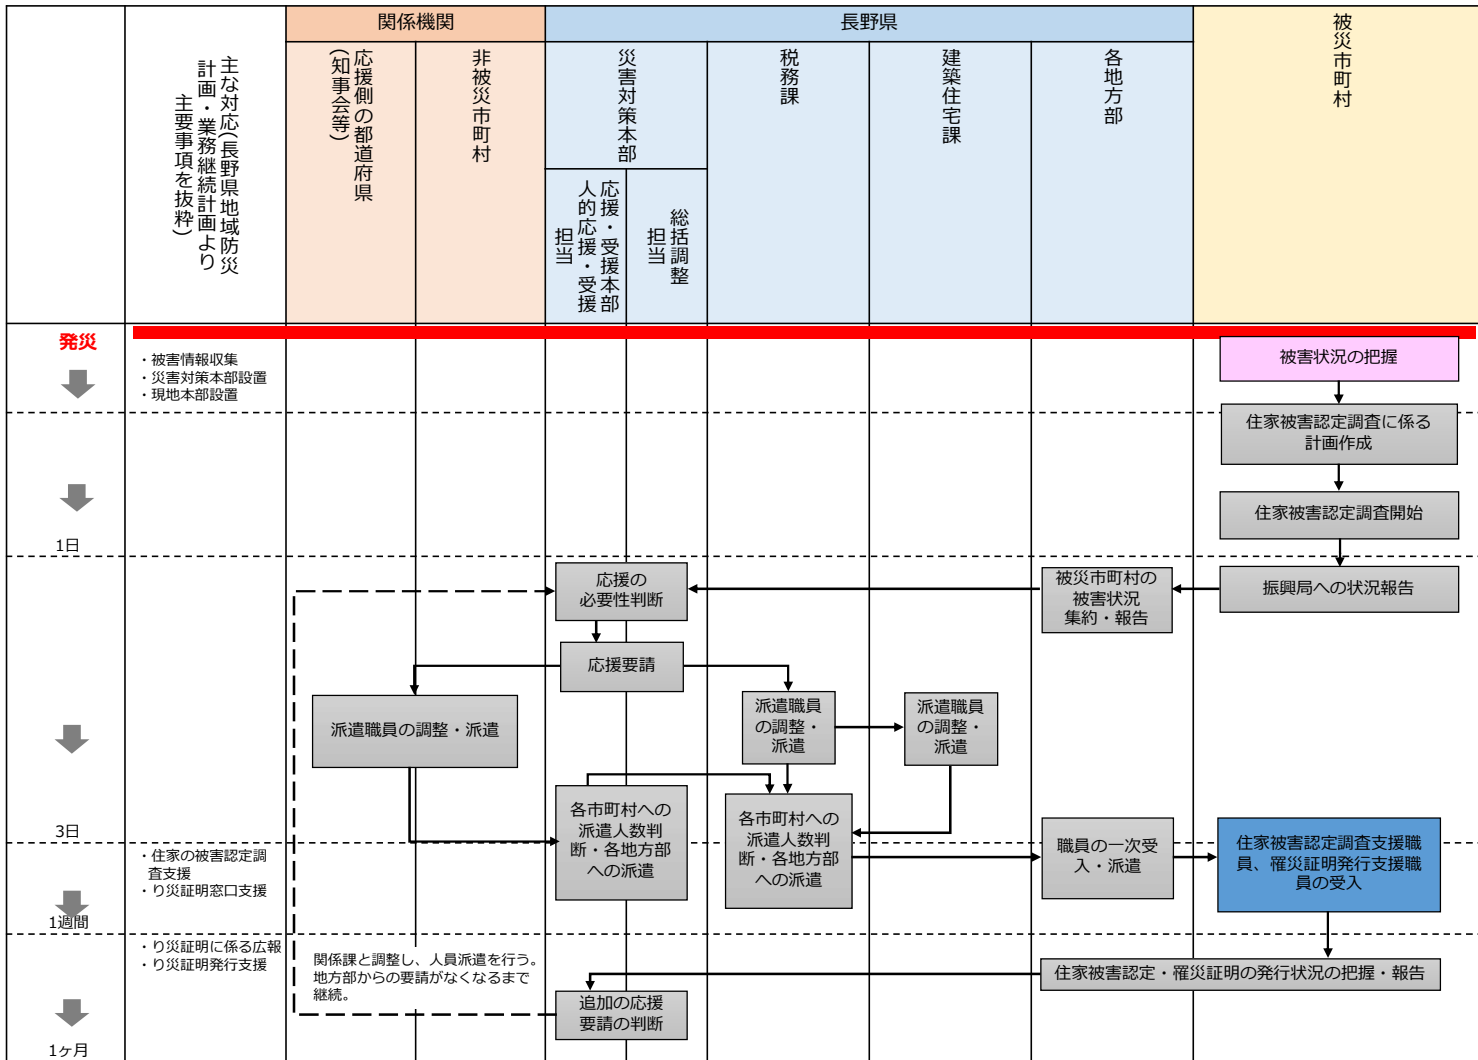 主な対応(長野県地域防災
計画・業務継続計画より
主要事項を抜粋)
関係機関
長野県
被災市町村
応援側の都道府県
(知事会等)
非被災市町村
災害対策本部
税務課
建築住宅課
各地方部
応援・受援本部
人的応援・受援
担当
総括調整
担当
発災
・被害情報収集
・災害対策本部設置
・現地本部設置
被害状況の把握
住家被害認定調査に係る
計画作成
住家被害認定調査開始
1日
応援の
必要性判断
被災市町村の
被害状況
集約・報告
振興局への状況報告
応援要請
派遣職員の調整・派遣
派遣職員
の調整・
派遣
派遣職員
の調整・
派遣
3日
各市町村への
派遣人数判
断・各地方部
への派遣
各市町村への
派遣人数判
断・各地方部
への派遣
職員の一次受
入・派遣
住家被害認定調査支援職
員、罹災証明発行支援職
員の受入
・住家の被害認定調
査支援
・り災証明窓口支援
1週間
・り災証明に係る広報
・り災証明発行支援
関係課と調整し、人員派遣を行う。
地方部からの要請がなくなるまで
継続。
住家被害認定・罹災証明の発行状況の把握・報告
追加の応援
要請の判断
1ヶ月